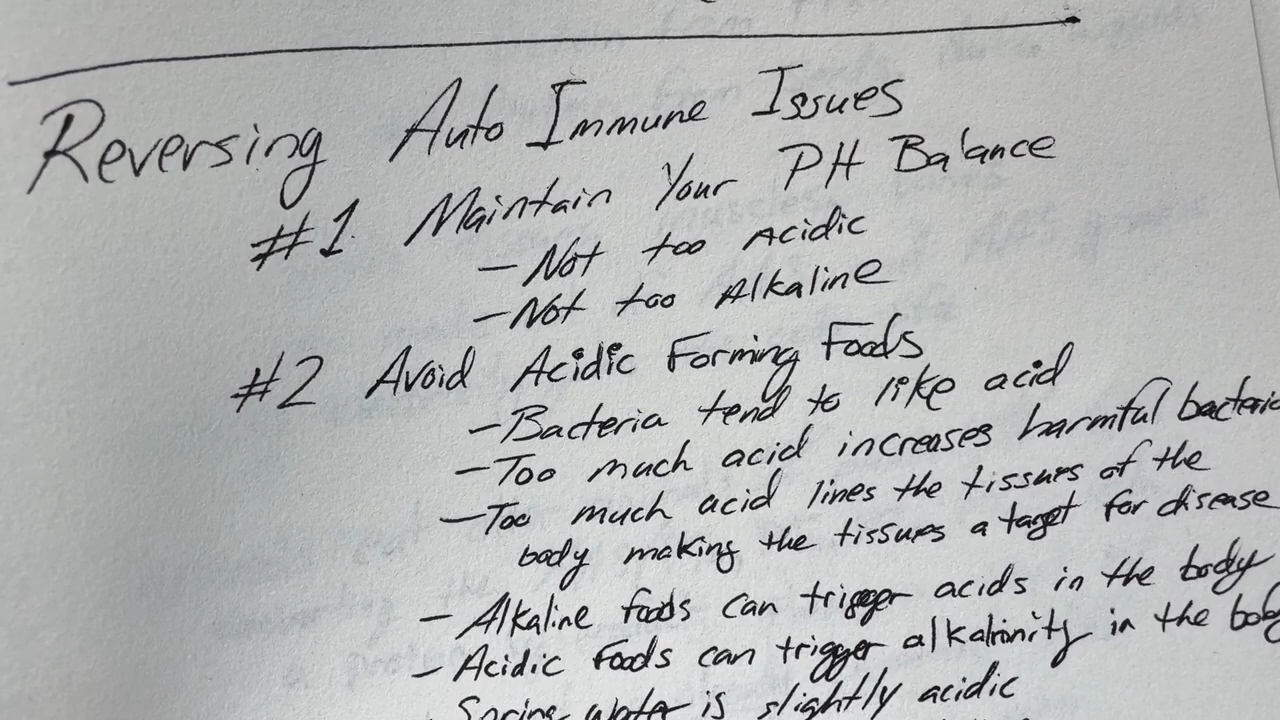 Reversing Auto Immune Issues
#1 Maintain Your PH Balance
- Not too Acidic
- Not too Alkaline
#2 Avoid Acidic Forming Foods
- Bacteria tend to like acid
- Too much acid increases harmful bacteria
- Too much acid lines the tissues of the
body making the tissues a target for disease
- Alkaline foods can trigger acids in the body
- Acidic Foods can trigger alkalinity in the body
Spring water is slightly acidic